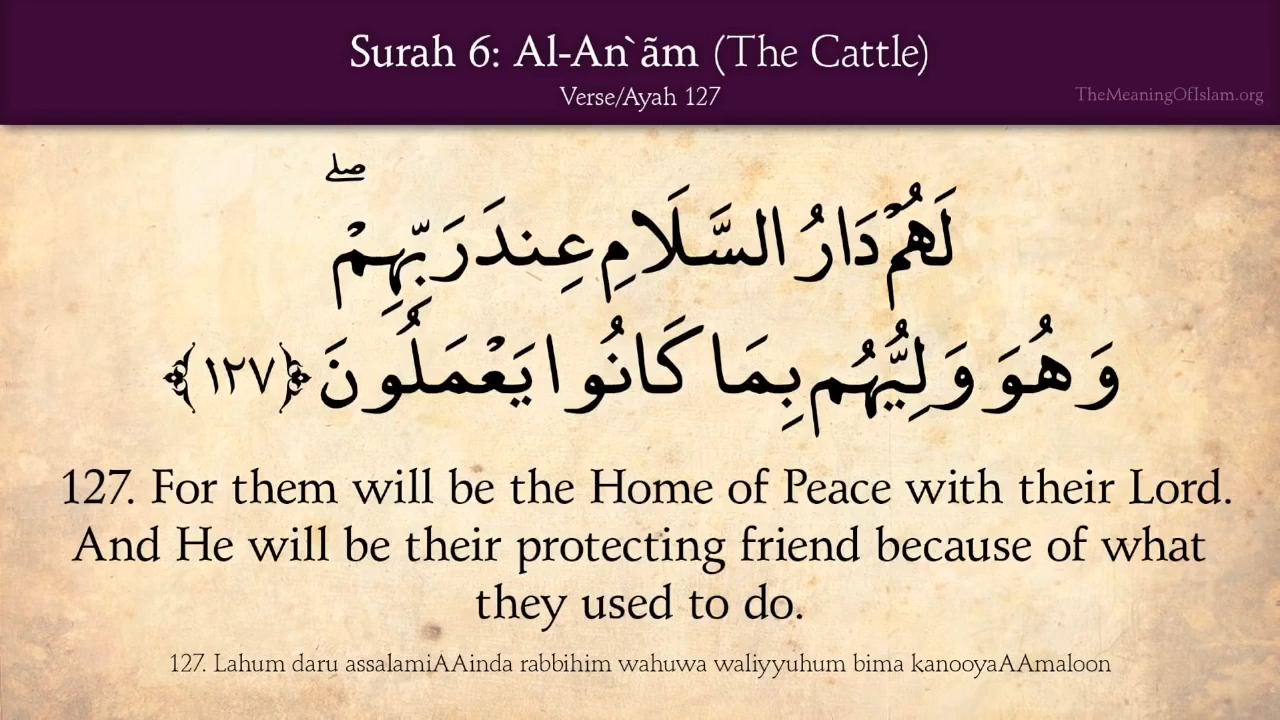 Surah 6: Al-An`ãm (The Cattle)
Verse/Ayah 127
TheMeaningOfIslam.org
لَهُمْ دَارُ السَّلَامِ عِندَ رَبِّهِمْ ۖ
وَهُوَ وَلِيُّهُم بِمَا كَانُوا يَعْمَلُونَ ﴿١٢٧﴾
127. For them will be the Home of Peace with their Lord.
And He will be their protecting friend because of what
they used to do.
127. Lahum daru assalamiAAinda rabbihim wahuwa waliyyuhum bima kanooyaAAmaloon